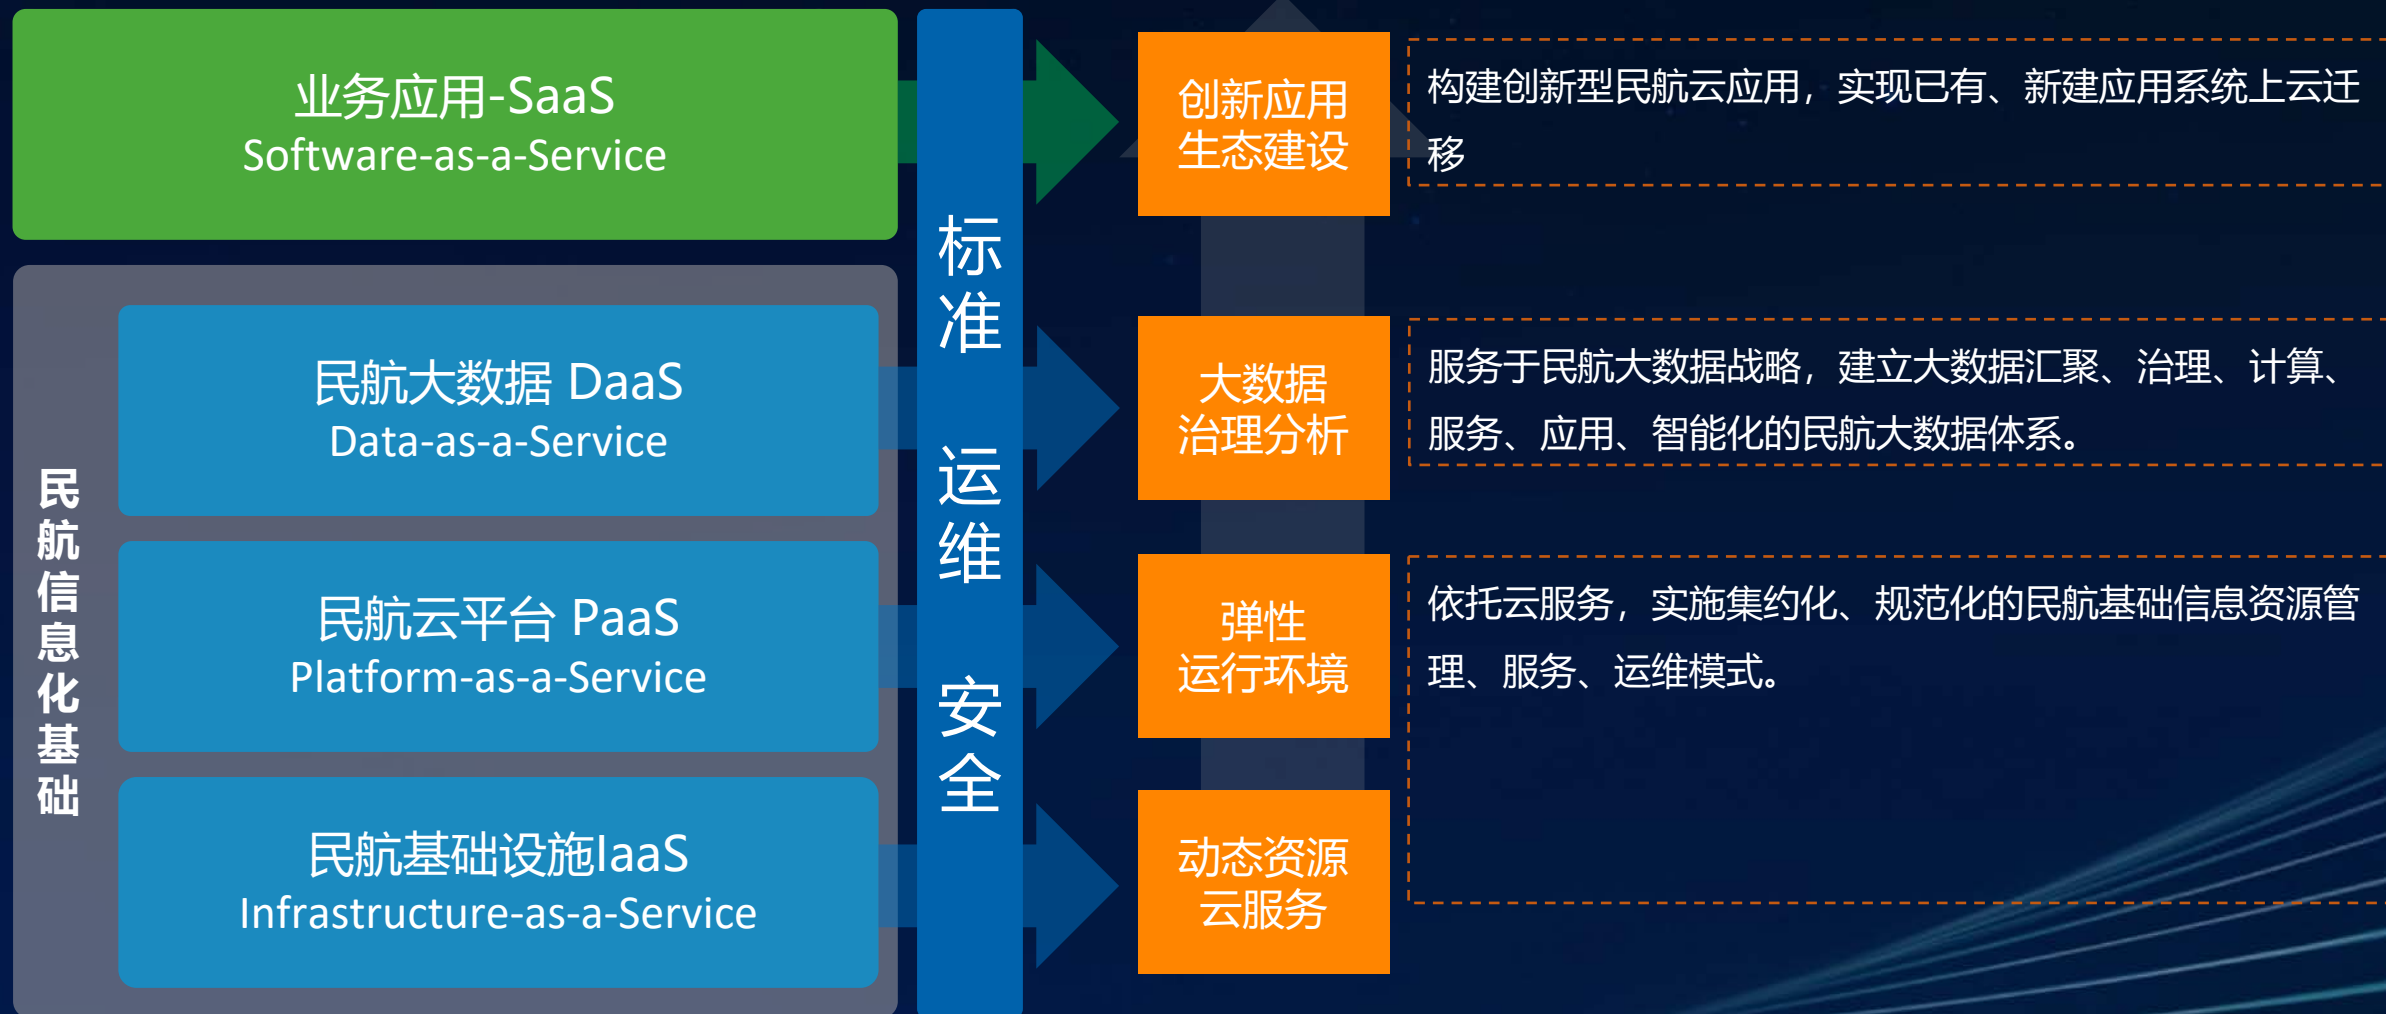 业务应用-SaaS
Software-as-a-Service
民航信息化基础
民航大数据 DaaS
Data-as-a-Service
民航云平台 PaaS
Platform-as-a-Service
民航基础设施IaaS
Infrastructure-as-a-Service
标准 运维 安全
创新应用
生态建设
构建创新型民航云应用，实现已有、新建应用系统上云迁
移
大数据
治理分析
服务于民航大数据战略，建立大数据汇聚、治理、计算、
服务、应用、智能化的民航大数据体系。
弹性
运行环境
依托云服务，实施集约化、规范化的民航基础信息资源管
理、服务、运维模式。
动态资源
云服务